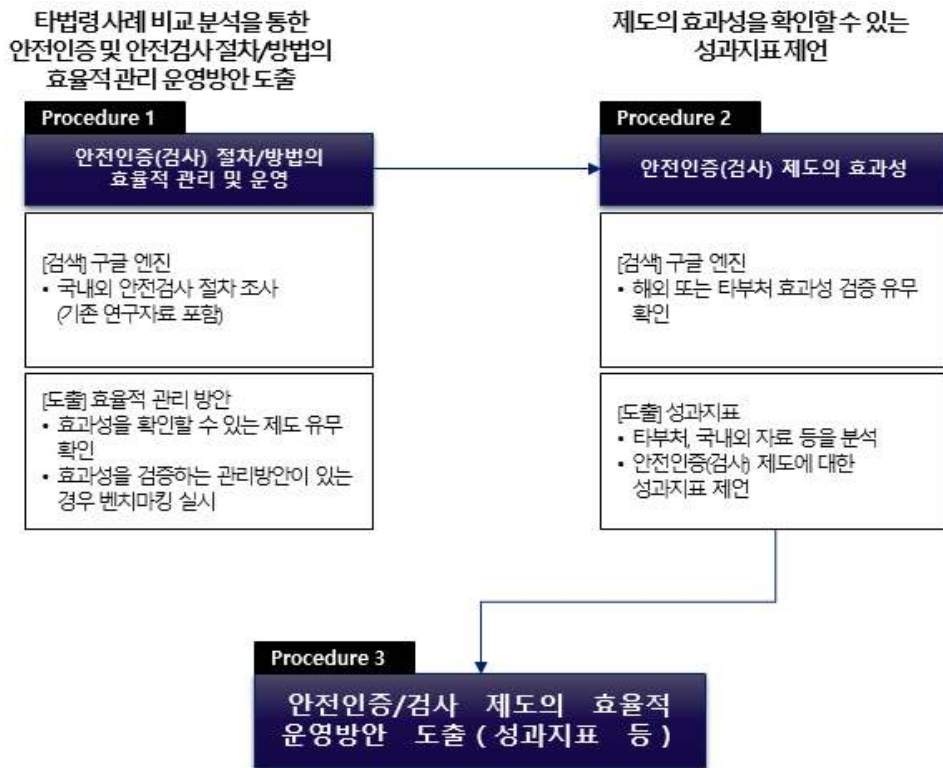 타법령 사례 비교 분석을 통한
안전인증 및 안전검사 절차/방법의
효율적 관리 운영방안 도출
Procedure 1
안전인증(검사) 절차/방법의
효율적 관리 및 운영
[검색] 구글 엔진
• 국내외 안전검사 절차 조사
(기존 연구자료 포함)
[도출] 효율적 관리 방안
• 효과성을 확인할 수 있는 제도 유무
확인
• 효과성을 검증하는 관리방안이 있는
경우 벤치마킹 실시
제도의 효과성을 확인할 수 있는
성과지표 제언
Procedure 2
안전인증(검사) 제도의 효과성
[검색] 구글 엔진
• 해외 또는 타부처 효과성 검증 유무
확인
[도출] 성과지표
• 타부처, 국내외 자료 등을 분석
• 안전인증(검사) 제도에 대한
성과지표 제언
Procedure 3
안전인증/검사 제도의 효율적
운영방안 도출 ( 성과지표 등 )